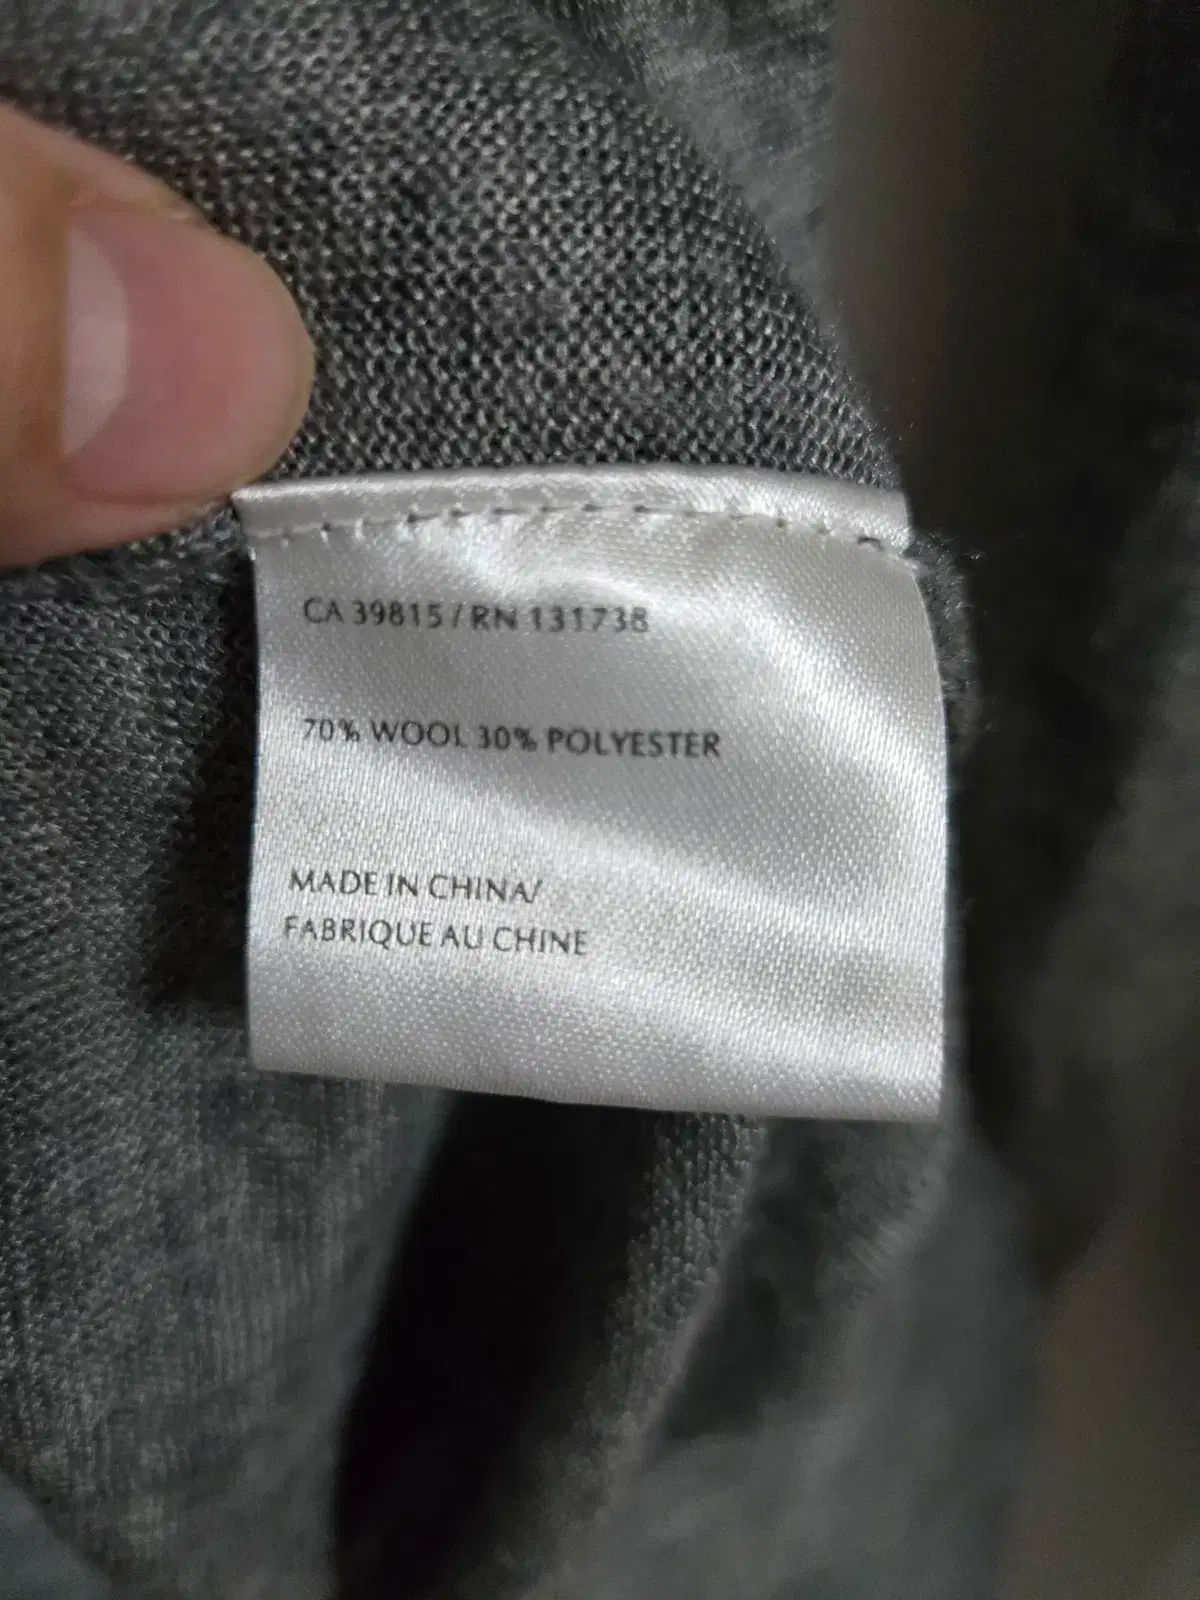 CA 39815 / RN 131738
70% WOOL 30% POLYESTER
MADE IN CHINA/
FABRIQUE AU CHINE